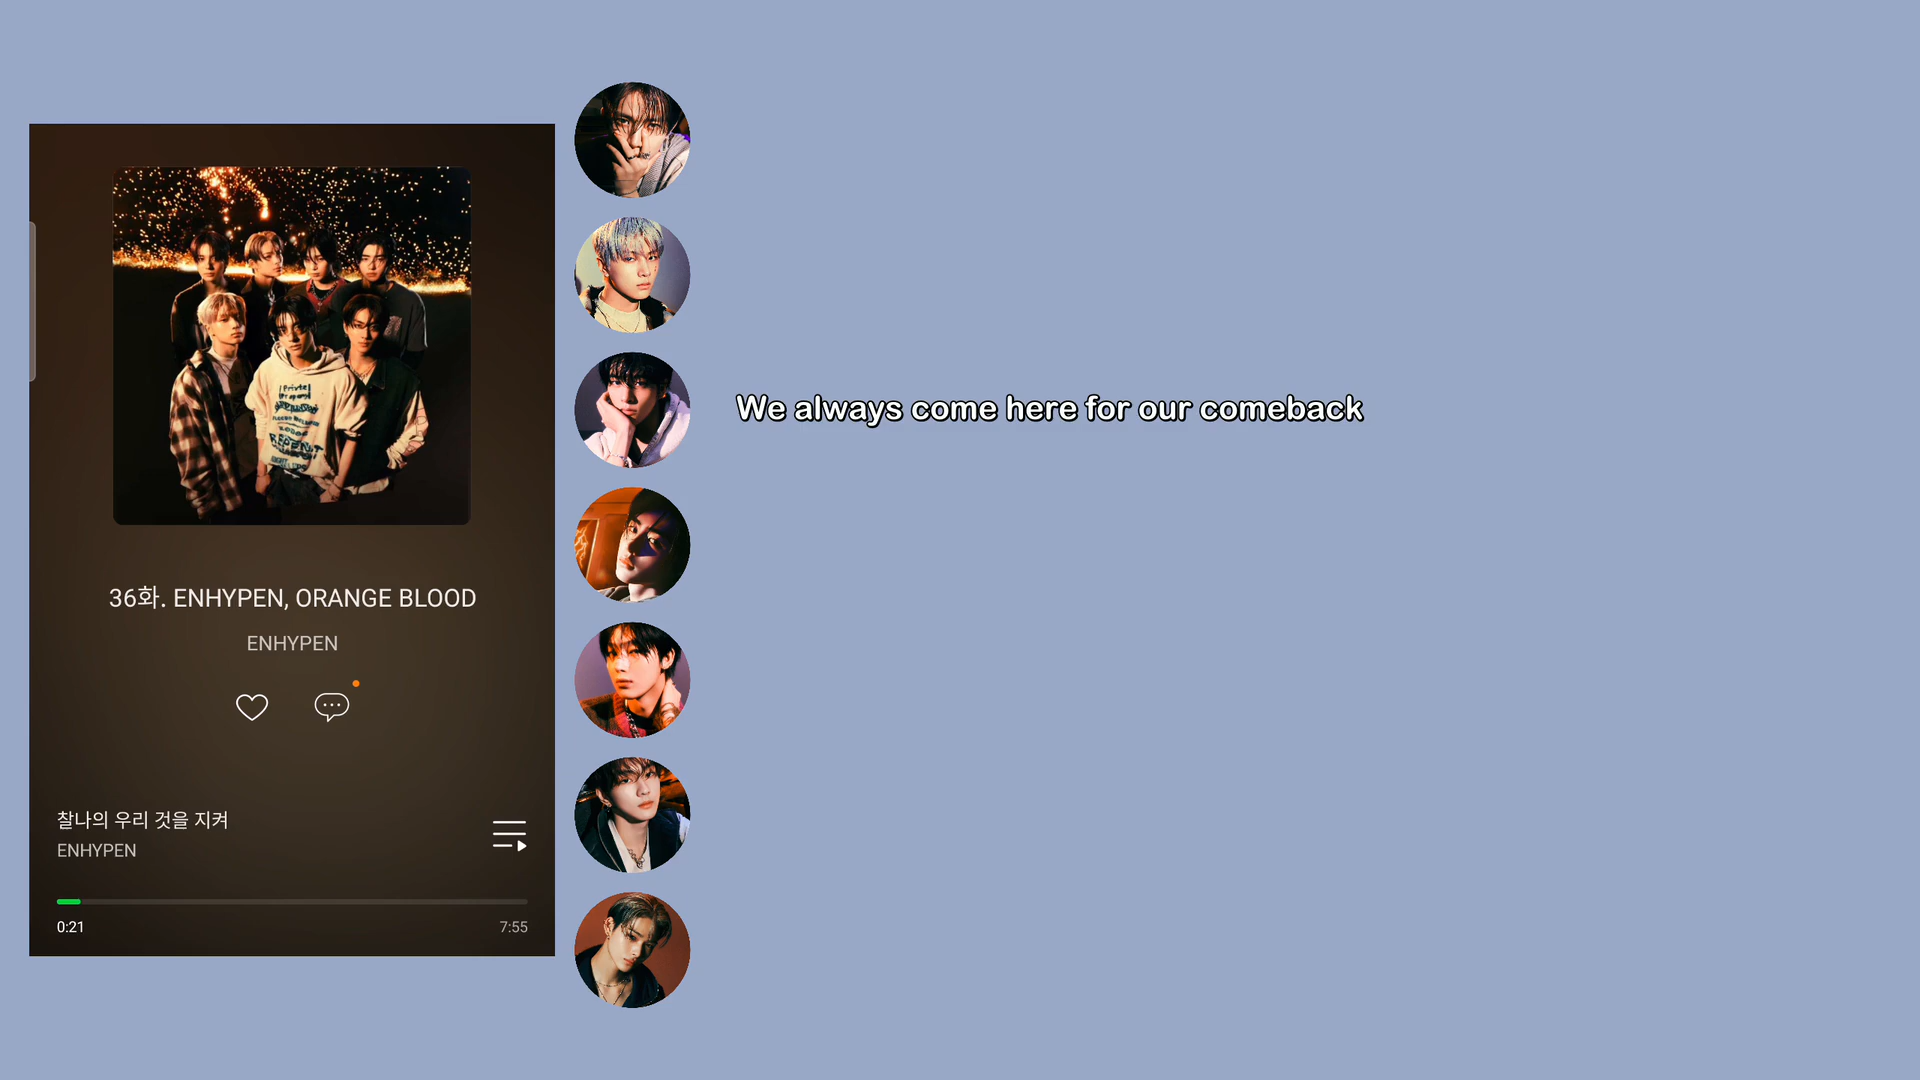 36화. ENHYPEN, ORANGE BLOOD
ENHYPEN
찰나의 우리 것을 지켜
ENHYPEN
0:21
7:55
We always come here for our comeback